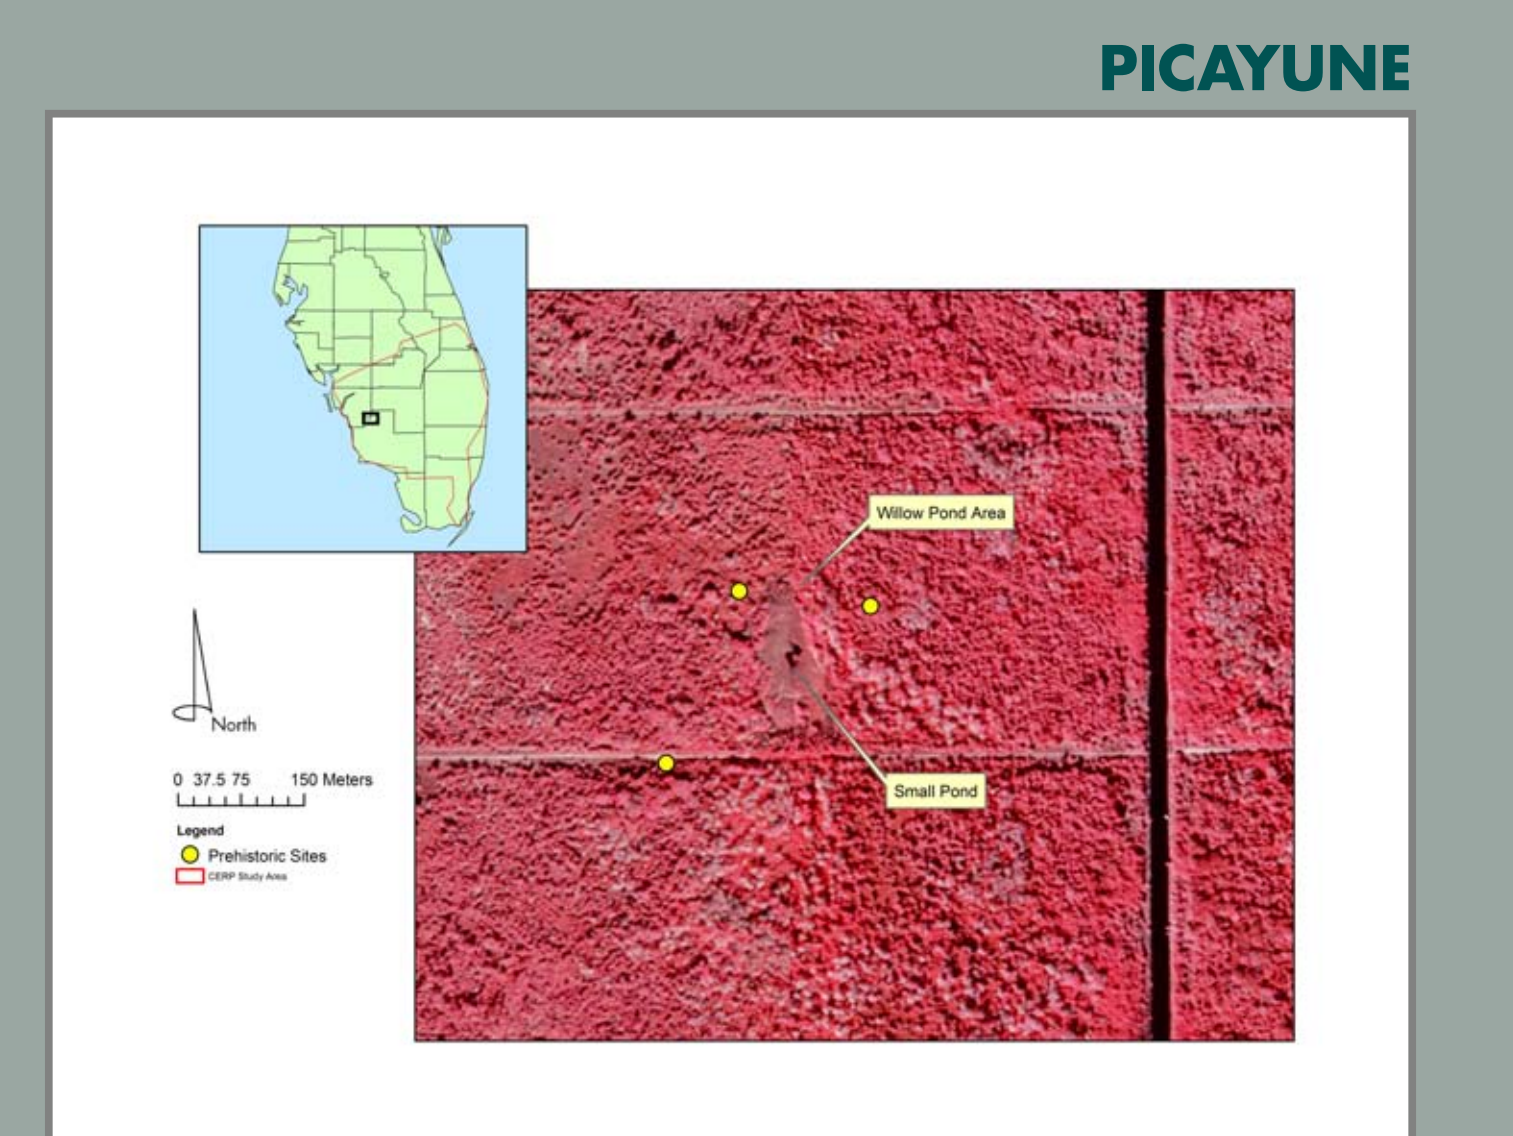 PICAYUNE
Willow Pond Area
Small Pond
North
0 37.5 75 150 Meters
Legend
Prehistoric Sites
CERP Study Area